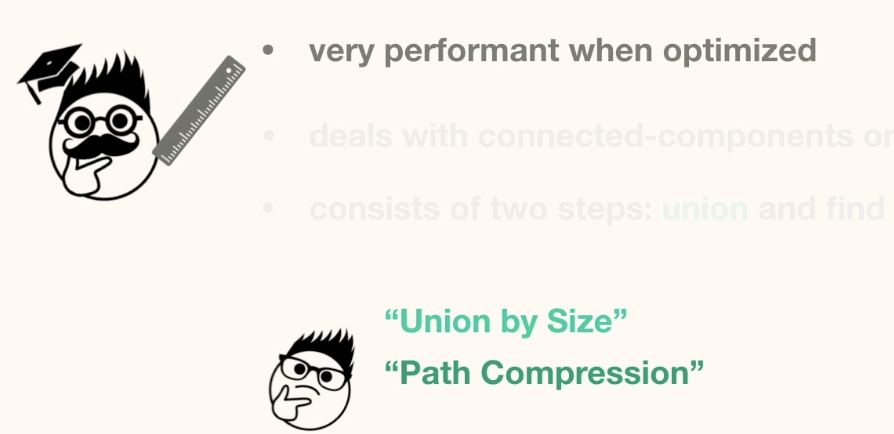 • very performant when optimized
• deals with connected-components or
• consists of two steps: union and find
“Union by Size”
“Path Compression”